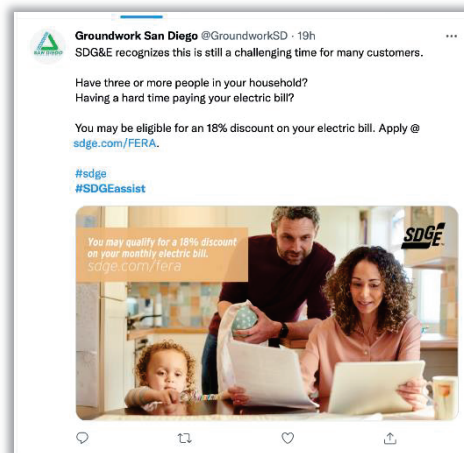 Groundwork San Diego @GroundworkSD · 19h
SDG&E recognizes this is still a challenging time for many customers.
Have three or more people in your household?
Having a hard time paying your electric bill?
You may be eligible for an 18% discount on your electric bill. Apply @
sdge.com/FERA.
#sdge
#SDGEassist
You may qualify for a 18% discount
on your monthly electric bill.
sdge.com/fera
SDGE
SAN DIEGO